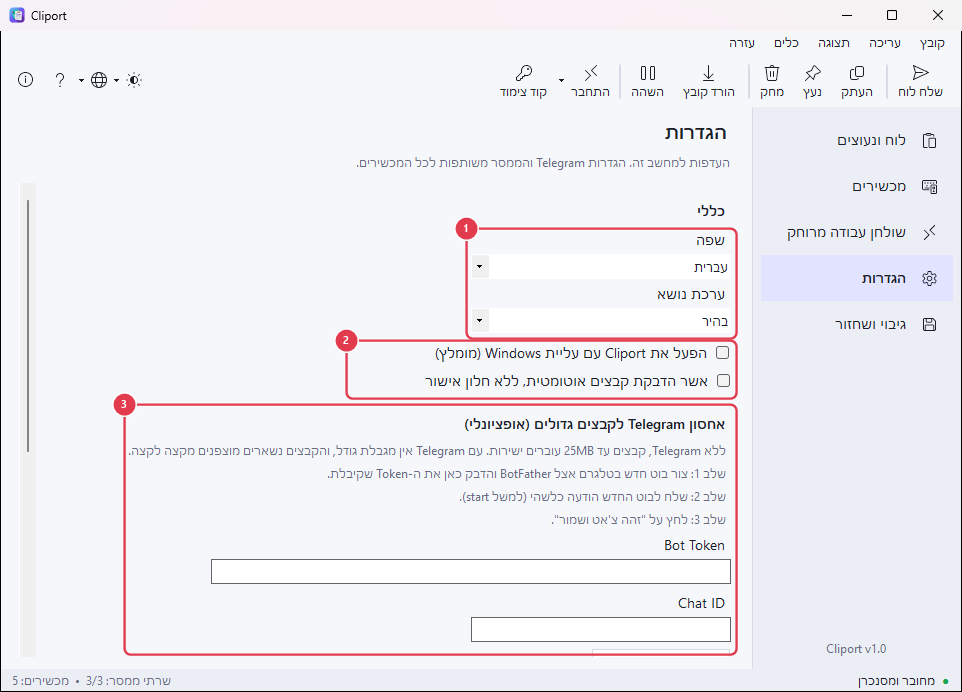 Cliport
קובץ עריכה תצוגה כלים עזרה
שלח לוח העתק נעץ מחק הורד קובץ השהה התחבר קוד צימוד
לוח ונעוצים
מכשירים
שולחן עבודה מרוחק
הגדרות
גיבוי ושחזור
Cliport v1.0
הגדרות
העדפות למחשב זה. הגדרות Telegram והממסר משותפות לכל המכשירים.
כללי
1
שפה
עברית
ערכת נושא
בהיר
2
הפעל את Cliport עם עליית Windows (מומלץ)
אשר הדבקת קבצים אוטומטית, ללא חלון אישור
3
אחסון Telegram לקבצים גדולים (אופציונלי)
ללא Telegram, קבצים עד 25MB עוברים ישירות. עם Telegram אין מגבלת גודל, והקבצים נשארים מוצפנים מקצה לקצה.
שלב 1: צור בוט חדש בטלגרם אצל BotFather והדבק כאן את ה-Token שקיבלת.
שלב 2: שלח לבוט החדש הודעה כלשהי (למשל start).
שלב 3: לחץ על "זהה צ'אט ושמור".
Bot Token
Chat ID
מחובר ומסנכרן
שרתי ממסר: 3/3 • מכשירים: 5